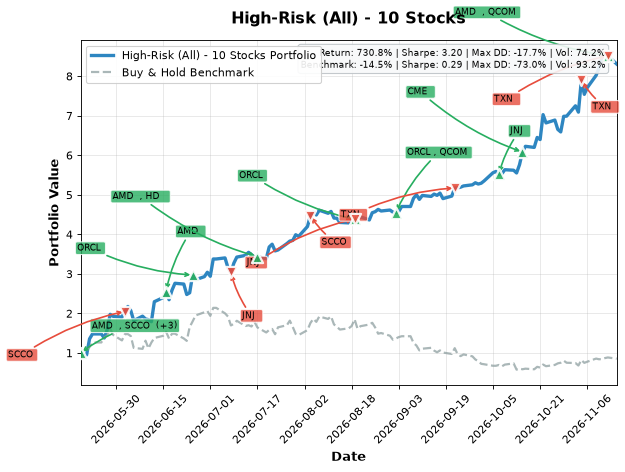 High-Risk (All) - 10 Stocks
AMD , QCOM
High-Risk (All) - 10 Stocks Portfolio
Buy & Hold Benchmark
Return: 730.8% | Sharpe: 3.20 | Max DD: -17.7% | Vol: 74.2%
Benchmark: -14.5% | Sharpe: 0.29 | Max DD: -73.0% | Vol: 93.2%
CME
TXN
TXN
JNJ
ORCL , QCOM
ORCL
AMD , HD
TXN
AMD
SCCO
ORCL
JNJ
JNJ
AMD , SCCO (+3)
SCCO
Portfolio Value
8
7
6
5
4
3
2
1
2026-05-30
2026-06-15
2026-07-01
2026-07-17
2026-08-02
2026-08-18
2026-09-03
2026-09-19
2026-10-05
2026-10-21
2026-11-06
Date